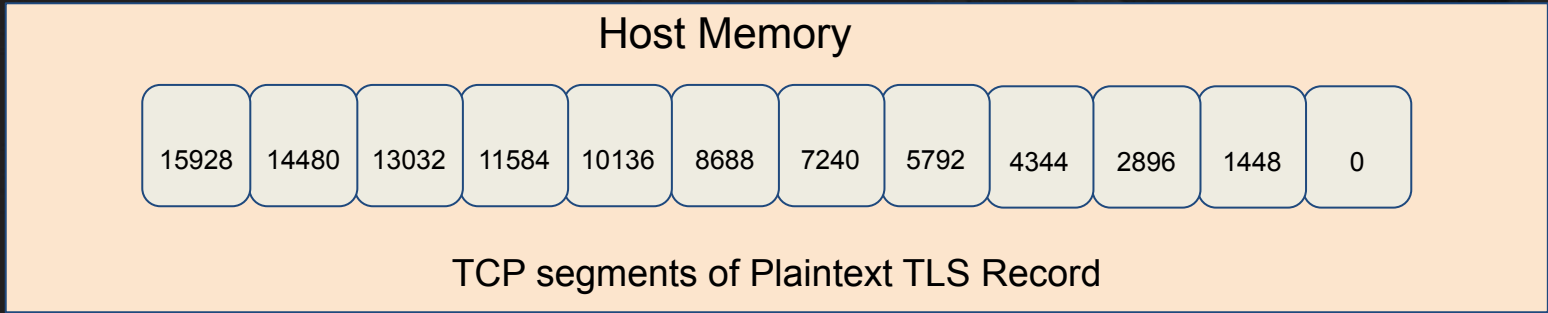 Host Memory
15928 14480 13032 11584 10136 8688 7240 5792 4344 2896 1448 0
TCP segments of Plaintext TLS Record